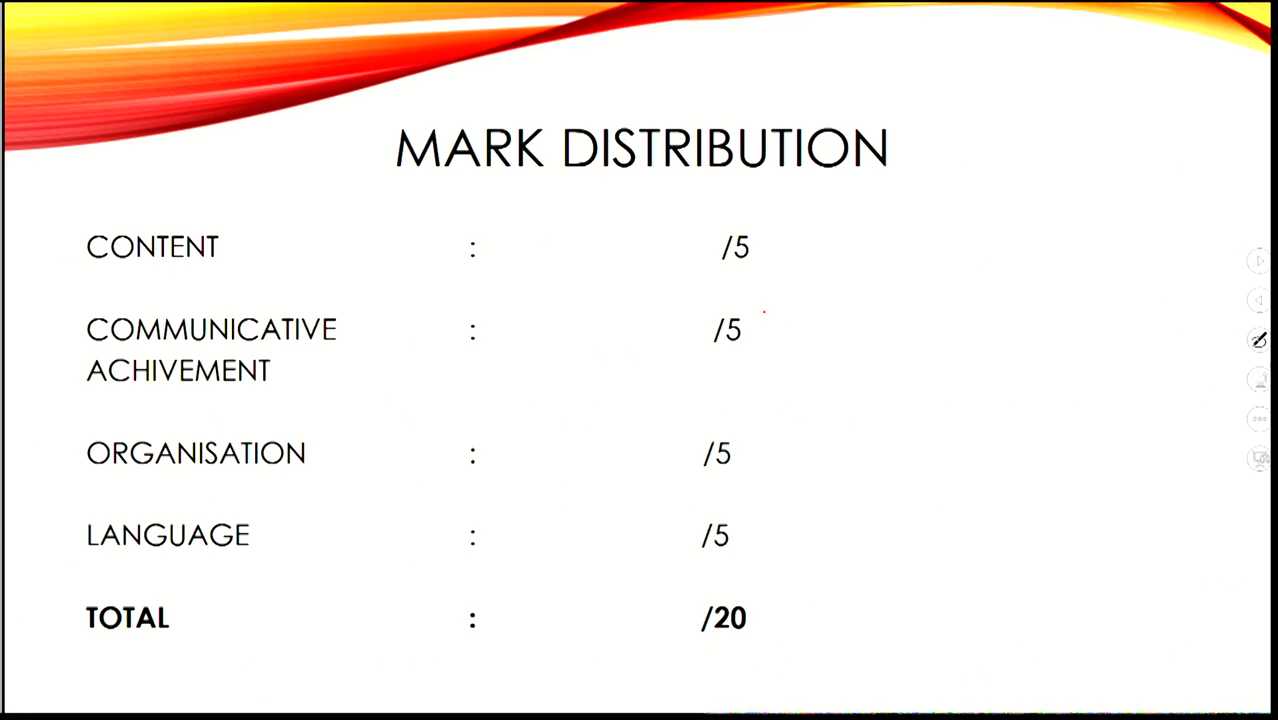 MARK DISTRIBUTION
CONTENT : /5
COMMUNICATIVE : /5
ACHIVEMENT
ORGANISATION : /5
LANGUAGE : /5
TOTAL : /20